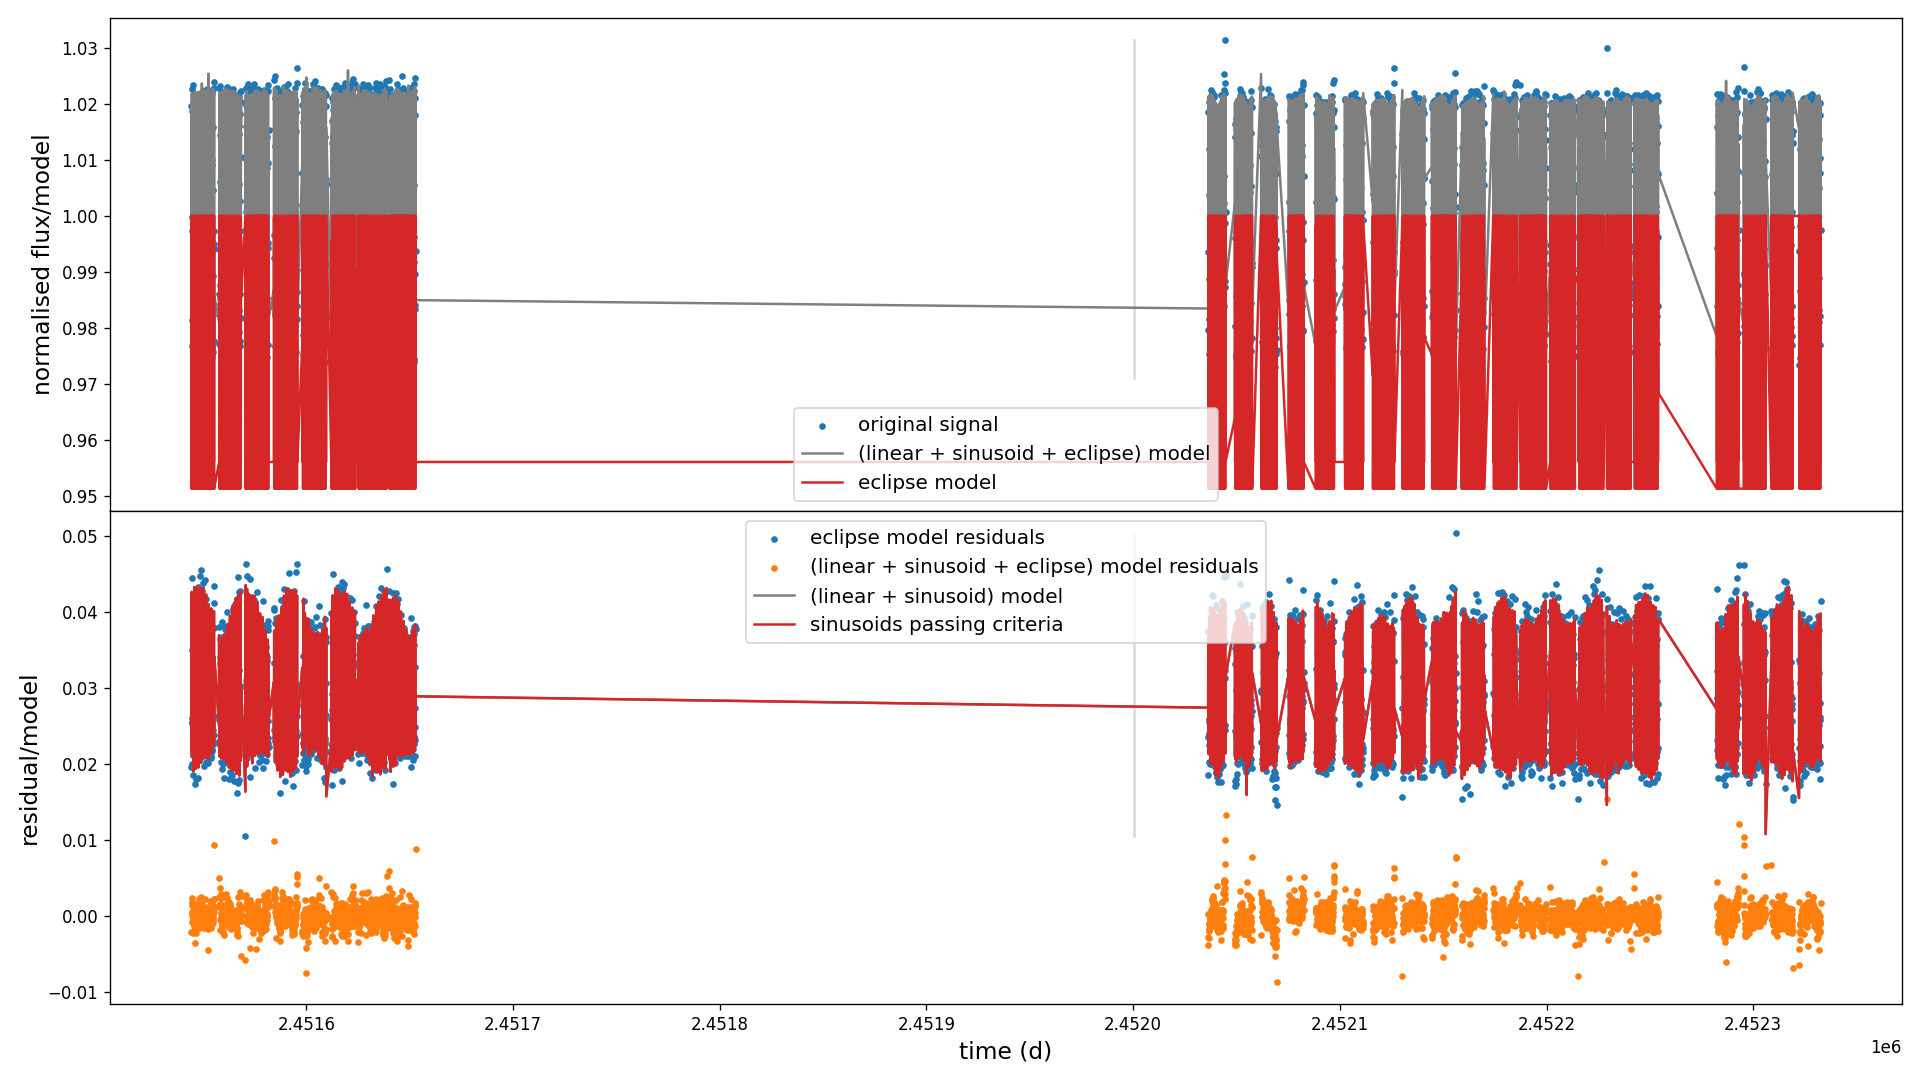 normalised flux/model
1.03
1.02
1.01
1.00
0.99
0.98
0.97
0.96
0.95
original signal
(linear + sinusoid + eclipse) model
eclipse model
residual/model
0.05
0.04
0.03
0.02
0.01
0.00
−0.01
eclipse model residuals
(linear + sinusoid + eclipse) model residuals
(linear + sinusoid) model
sinusoids passing criteria
2.4516 2.4517 2.4518 2.4519 2.4520 2.4521 2.4522 2.4523
time (d)
1e6